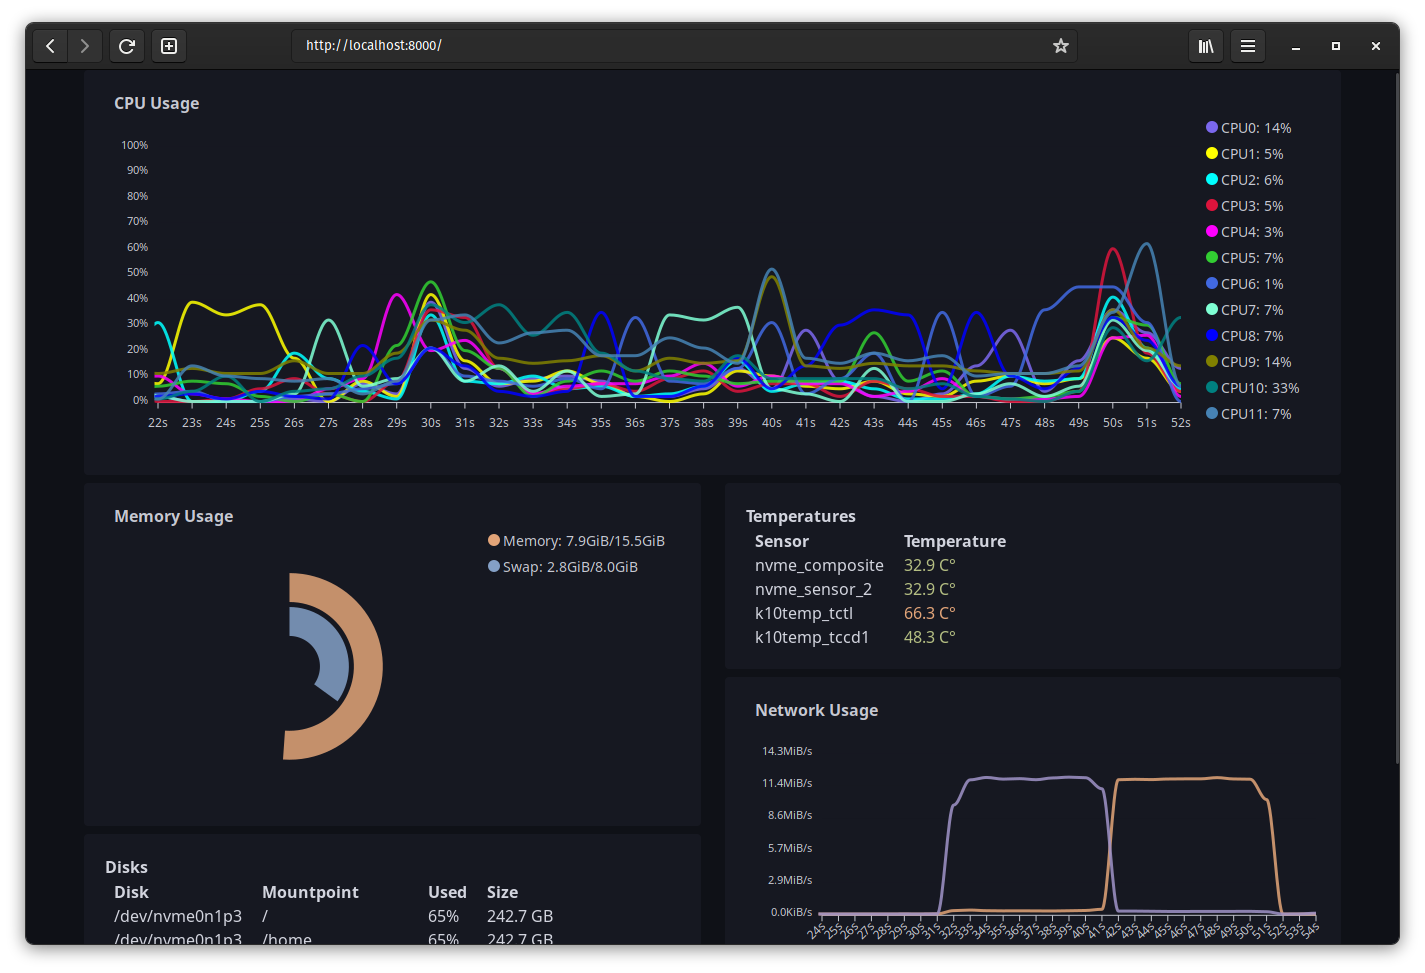 http://localhost:8000/
CPU Usage
100%
90%
80%
70%
60%
50%
40%
30%
20%
10%
0%
22s 23s 24s 25s 26s 27s 28s 29s 30s 31s 32s 33s 34s 35s 36s 37s 38s 39s 40s 41s 42s 43s 44s 45s 46s 47s 48s 49s 50s 51s 52s
CPU0: 14%
CPU1: 5%
CPU2: 6%
CPU3: 5%
CPU4: 3%
CPU5: 7%
CPU6: 1%
CPU7: 7%
CPU8: 7%
CPU9: 14%
CPU10: 33%
CPU11: 7%
Memory Usage
Memory: 7.9GiB/15.5GiB
Swap: 2.8GiB/8.0GiB
Temperatures
Sensor Temperature
nvme_composite 32.9 C°
nvme_sensor_2 32.9 C°
k10temp_tctl 66.3 C°
k10temp_tccd1 48.3 C°
Disks
Disk Mountpoint Used Size
/dev/nvme0n1p3 / 65% 242.7 GB
/dev/nvme0n1p3 /home 65% 242.7 GB
Network Usage
14.3MiB/s
11.4MiB/s
8.6MiB/s
5.7MiB/s
2.9MiB/s
0.0KiB/s
24s 25s 26s 27s 28s 29s 30s 31s 32s 33s 34s 35s 36s 37s 38s 39s 40s 41s 42s 43s 44s 45s 46s 47s 48s 49s 50s 51s 52s 53s 54s